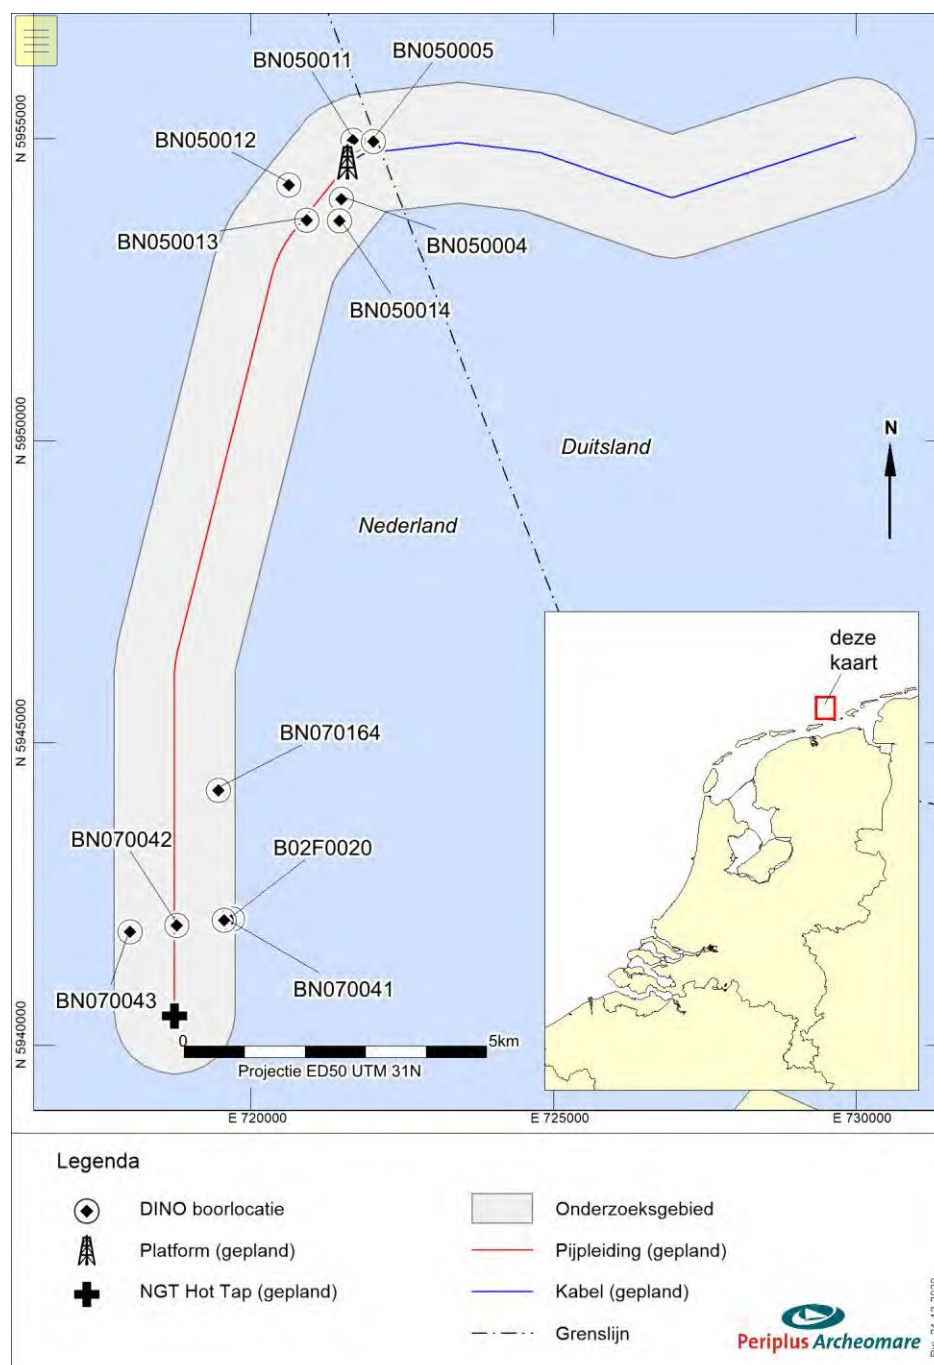 BN050011
BN050005
BN050012
BN050013
BN050004
BN050014
N 5955000
N 5950000
N 5945000
N 5940000
Duitsland
Nederland
N
deze
kaart
BN070164
BN070042
B02F0020
BN070043
BN070041
0
5km
Projectie ED50 UTM 31N
E 720000
E 725000
E 730000
Legenda
DINO boorlocatie
Platform (gepland)
NGT Hot Tap (gepland)
Onderzoeksgebied
Pijpleiding (gepland)
Kabel (gepland)
Grenslijn
Periplus Archeomare